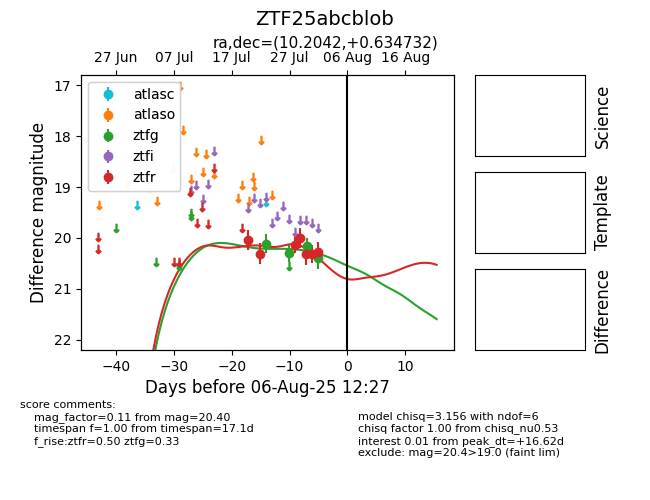 ZTF25abcblob
ra,dec=(10.2042,+0.634732)
27 Jun 07 Jul 17 Jul 27 Jul 06 Aug 16 Aug
17
18
19
20
21
22
Difference magnitude
atlasc
atlaso
ztfg
ztfi
ztfr
−40 −30 −20 −10 0 10
Days before 06-Aug-25 12:27
Science
Template
Difference
score comments:
mag_factor=0.11 from mag=20.40
timespan f=1.00 from timespan=17.1d
f_rise:ztfr=0.50 ztfg=0.33
model chisq=3.156 with ndof=6
chisq factor 1.00 from chisq_nu0.53
interest 0.01 from peak_dt=+16.62d
exclude: mag=20.4>19.0 (faint lim)